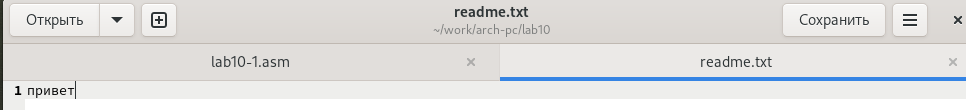 Открыть
readme.txt
~/work/arch-pc/lab10
Сохранить
lab10-1.asm
readme.txt
1 привет